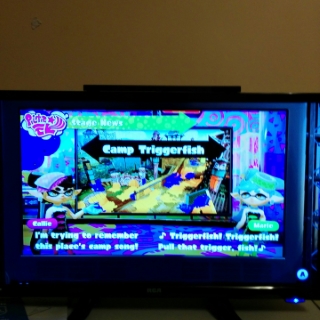 Stage News
Camp Triggerfish
Callie
Marie
I'm trying to remember
this place's camp song!
♪ Triggerfish! Triggerfish!
Pull that trigger, fish!♪
A